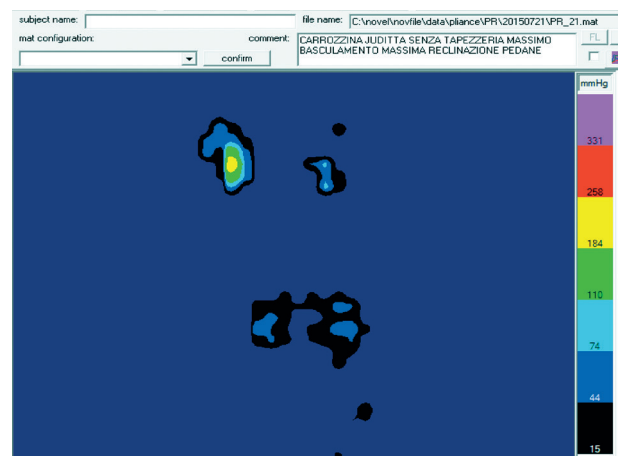 subject name:
file name: C:\novel\novfile\data\pliance\PR\20150721\PR_21.mat
mat configuration:
comment: CARROZZINA JUDITTA SENZA TAPEZZERIA MASSIMO
BASCULAMENTO MASSIMA RECLINAZIONE PEDANE
FL
confirm
mmHg
331
258
184
110
74
44
15